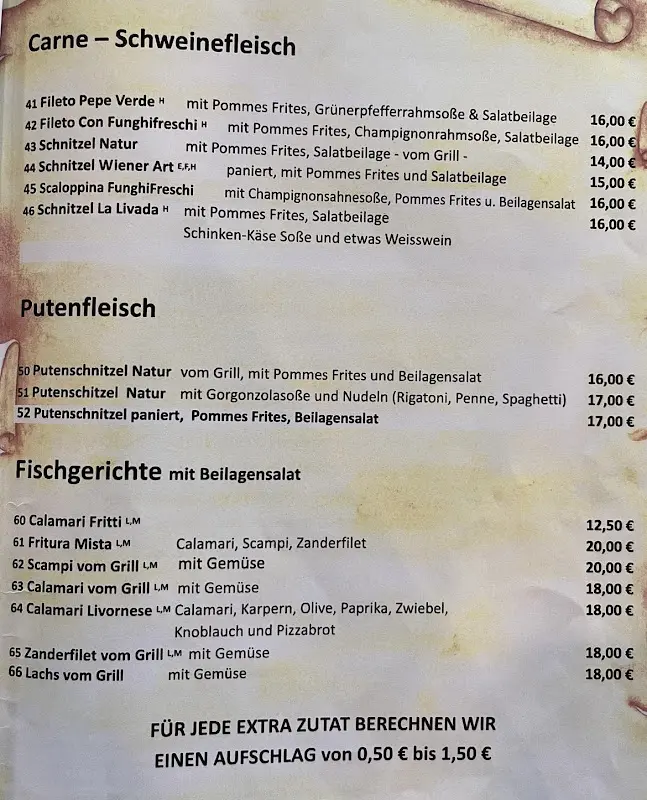 Carne – Schweinefleisch
41 Fileto Pepe Verde H mit Pommes Frites, Grünerpfefferrahmsoße & Salatbeilage 16,00 €
42 Fileto Con Funghifreschi H mit Pommes Frites, Champignonrahmsoße, Salatbeilage 16,00 €
43 Schnitzel Natur mit Pommes Frites, Salatbeilage - vom Grill - 14,00 €
44 Schnitzel Wiener Art E,F,H paniert, mit Pommes Frites und Salatbeilage 15,00 €
45 Scaloppina FunghiFreschi mit Champignonsahnesoße, Pommes Frites u. Beilagensalat 16,00 €
46 Schnitzel La Livada H mit Pommes Frites, Salatbeilage 16,00 €
Schinken-Käse Soße und etwas Weisswein
Putenfleisch
50 Putenschnitzel Natur vom Grill, mit Pommes Frites und Beilagensalat 16,00 €
51 Putenschitzel Natur mit Gorgonzolasoße und Nudeln (Rigatoni, Penne, Spaghetti) 17,00 €
52 Putenschnitzel paniert, Pommes Frites, Beilagensalat 17,00 €
Fischgerichte mit Beilagensalat
60 Calamari Fritti L,M 12,50 €
61 Fritura Mista L,M Calamari, Scampi, Zanderfilet 20,00 €
62 Scampi vom Grill L,M mit Gemüse 20,00 €
63 Calamari vom Grill L,M mit Gemüse 18,00 €
64 Calamari Livornese L,M Calamari, Karpern, Olive, Paprika, Zwiebel, 18,00 €
Knoblauch und Pizzabrot
65 Zanderfilet vom Grill L,M mit Gemüse 18,00 €
66 Lachs vom Grill mit Gemüse 18,00 €
FÜR JEDE EXTRA ZUTAT BERECHNEN WIR
EINEN AUFSCHLAG von 0,50 € bis 1,50 €